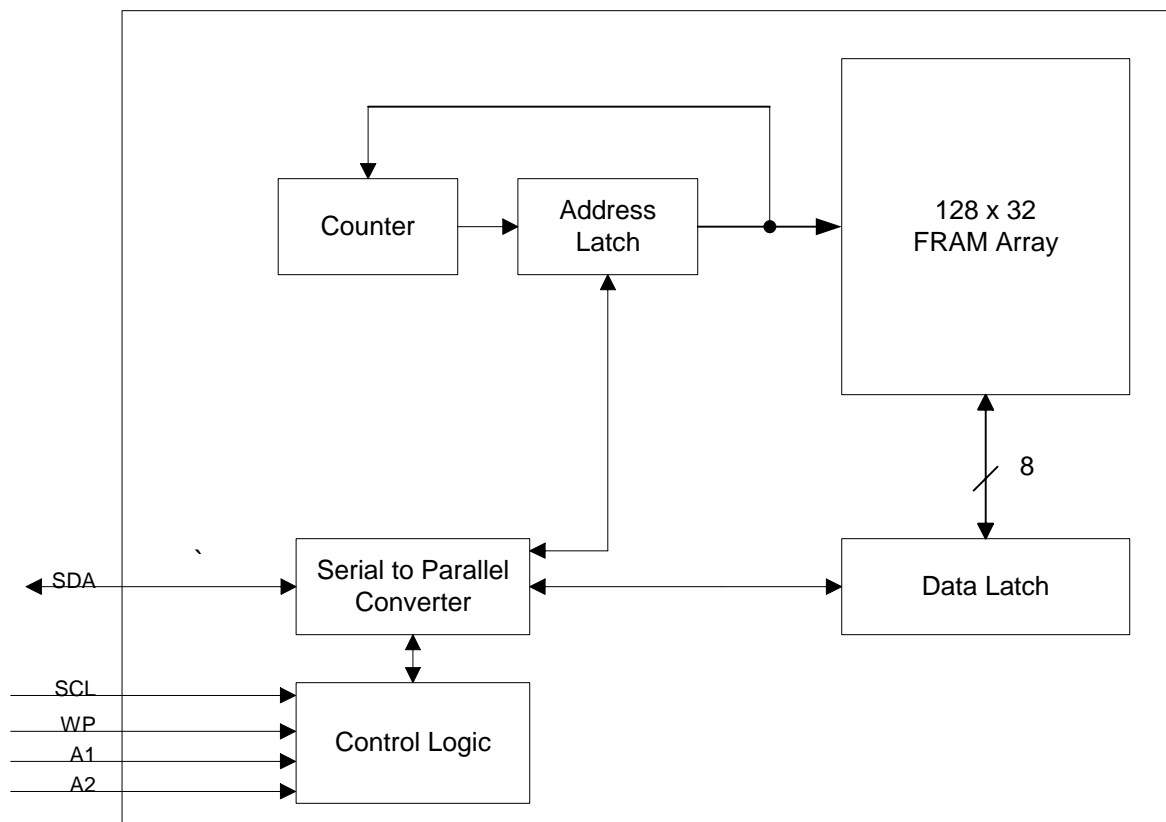 Counter
Address
Latch
128 x 32
FRAM Array
8
`
SDA
Serial to Parallel
Converter
Data Latch
SCL
WP
A1
A2
Control Logic